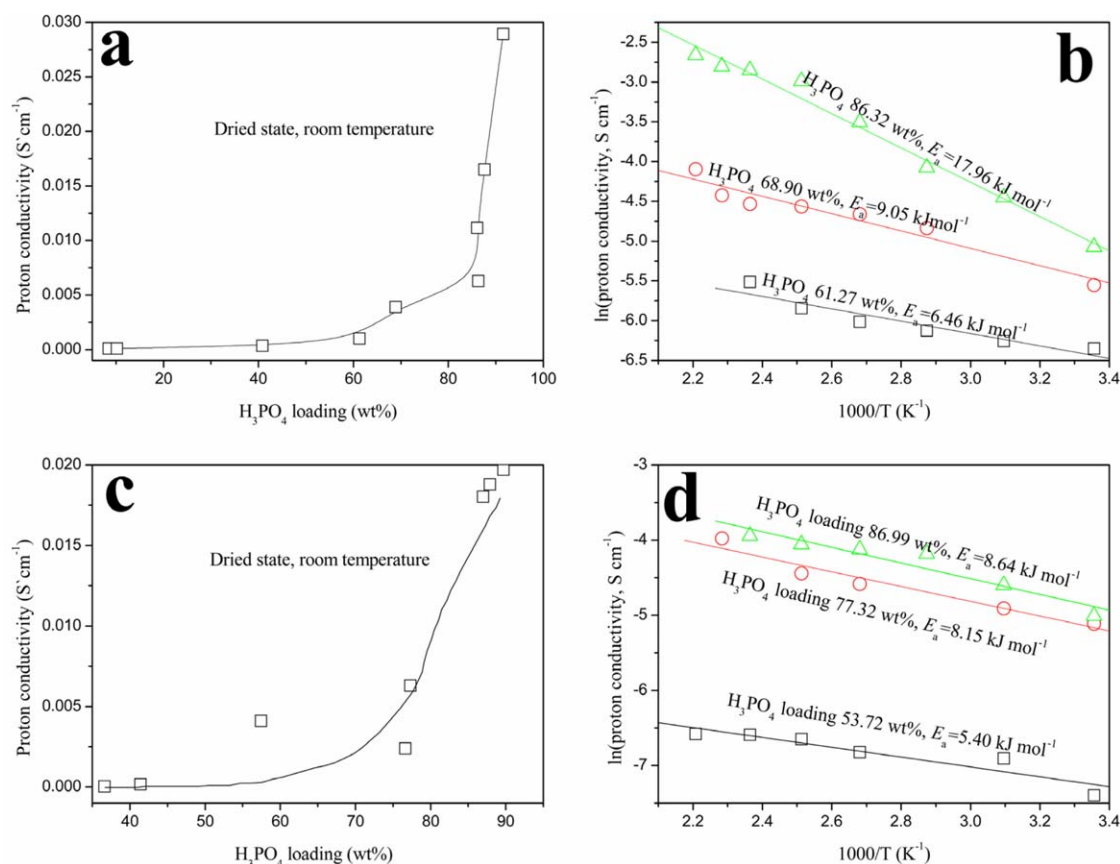 a
0.030
0.025
0.020
0.015
0.010
0.005
0.000
Proton conductivity (S` cm⁻¹)
Dried state, room temperature
20 40 60 80 100
H₃PO₄ loading (wt%)
b
-2.5
-3.0
-3.5
-4.0
-4.5
-5.0
-5.5
-6.0
-6.5
ln(proton conductivity, S cm⁻¹)
H₃PO₄ 86.32 wt%, Eₐ=17.96 kJ mol⁻¹
H₃PO₄ 68.90 wt%, Eₐ=9.05 kJmol⁻¹
H₃PO₄ 61.27 wt%, Eₐ=6.46 kJ mol⁻¹
2.2 2.4 2.6 2.8 3.0 3.2 3.4
1000/T (K⁻¹)
c
0.020
0.015
0.010
0.005
0.000
Proton conductivity (S` cm⁻¹)
Dried state, room temperature
40 50 60 70 80 90
H₃PO₄ loading (wt%)
d
-3
-4
-5
-6
-7
ln(proton conductivity, S cm⁻¹)
H₃PO₄ loading 86.99 wt%, Eₐ=8.64 kJ mol⁻¹
H₃PO₄ loading 77.32 wt%, Eₐ=8.15 kJ mol⁻¹
H₃PO₄ loading 53.72 wt%, Eₐ=5.40 kJ mol⁻¹
2.2 2.4 2.6 2.8 3.0 3.2 3.4
1000/T (K⁻¹)